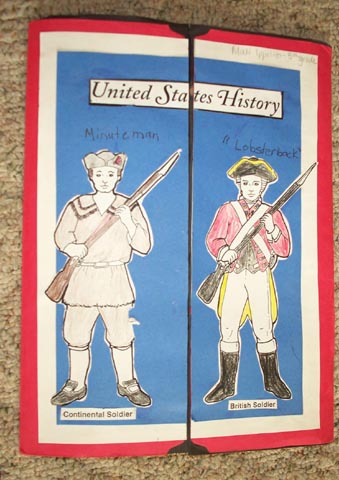 United States History
Minuteman
"Lobsterback"
Continental Soldier
British Soldier